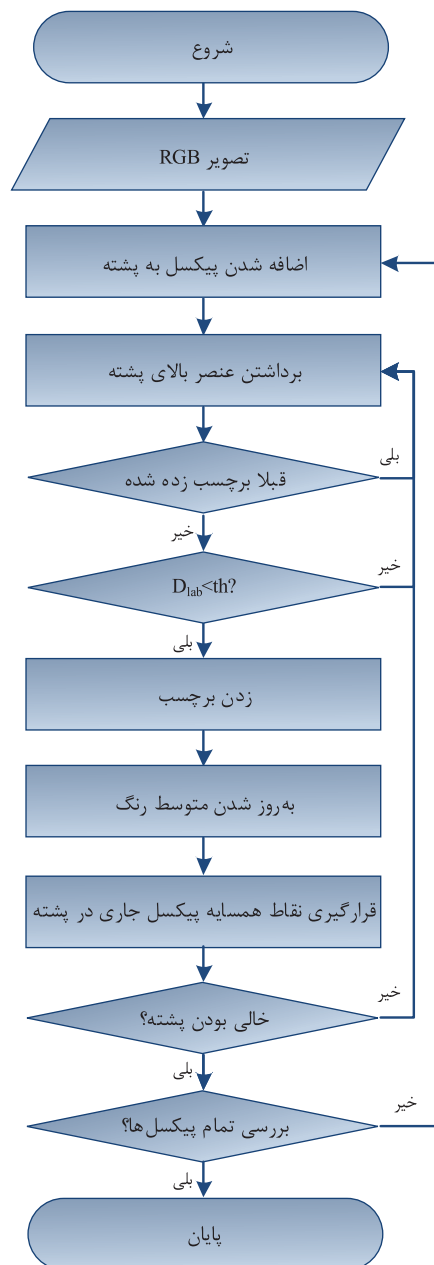 شروع
تصویر RGB
اضافه شدن پیکسل به پشته
برداشتن عنصر بالای پشته
قبلا برچسب زده شده
بلی
خیر
D_lab<th?
خیر
بلی
زدن برچسب
به‌روز شدن متوسط رنگ
قرارگیری نقاط همسایه پیکسل جاری در پشته
خالی بودن پشته؟
خیر
بلی
بررسی تمام پیکسل‌ها؟
خیر
بلی
پایان